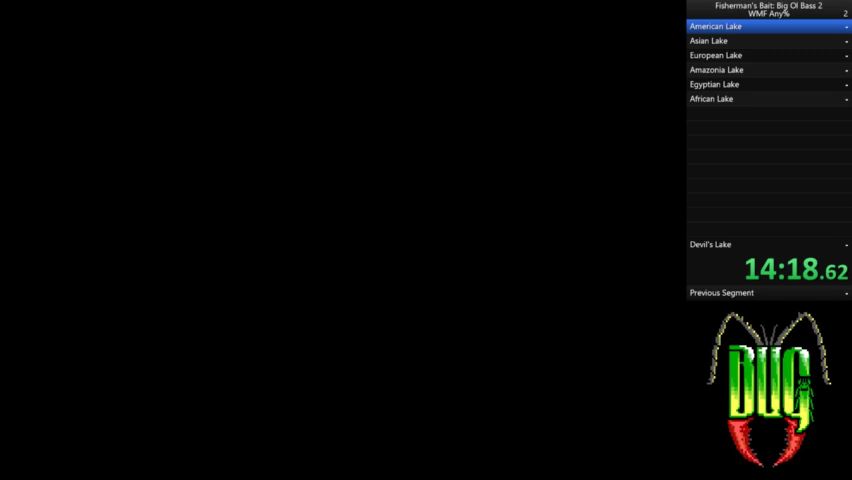 Fisherman's Bait: Big Ol Bass 2
WMF Any%
2
American Lake -
Asian Lake -
European Lake -
Amazonia Lake -
Egyptian Lake -
African Lake -
Devil's Lake -
14:18.62
Previous Segment -
BUG